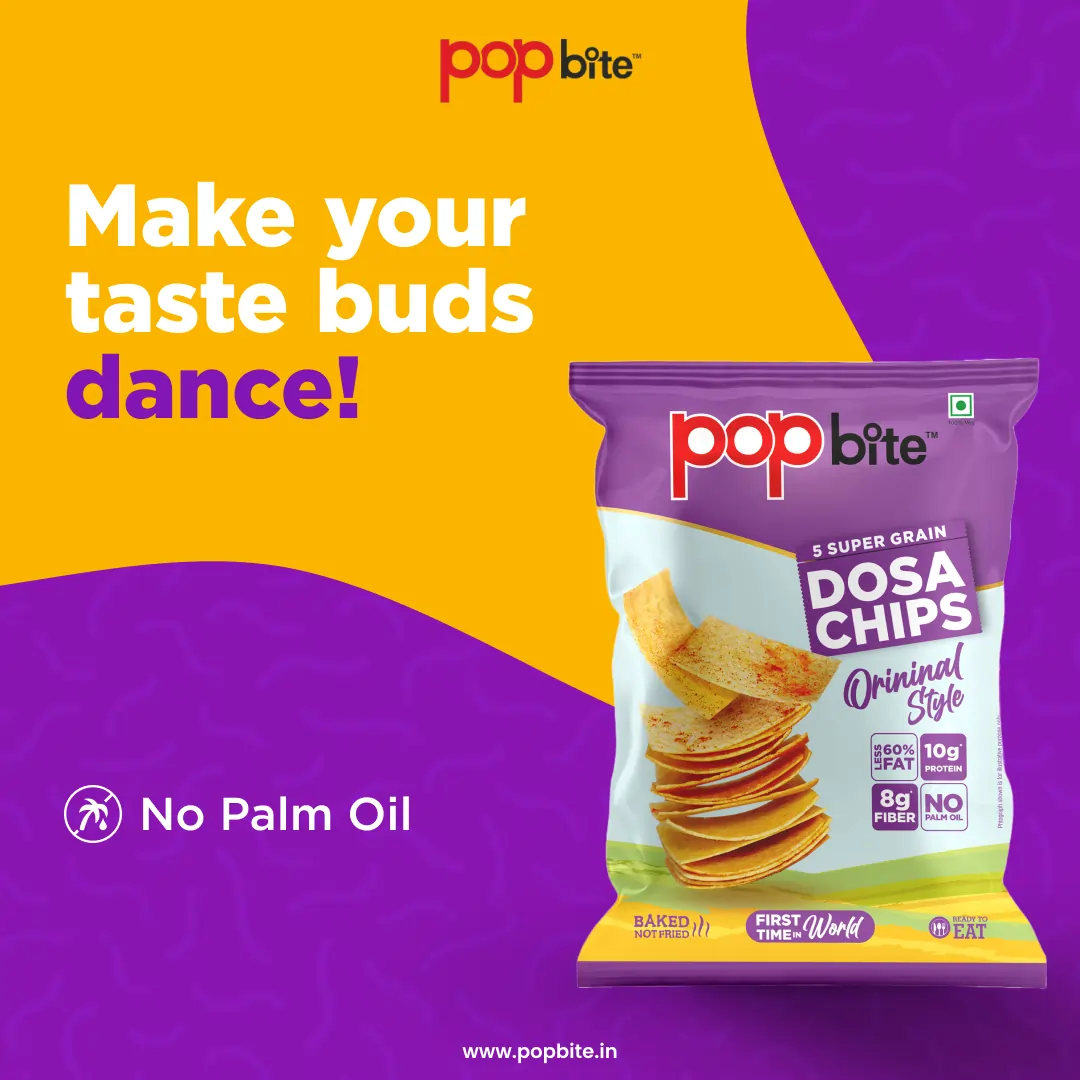 pop bite™
Make your
taste buds
dance!
No Palm Oil
pop bite™
5 SUPER GRAIN
DOSA
CHIPS
Orininal
Style
LESS 60%
FAT
10g*
PROTEIN
8g*
FIBER
NO
PALM OIL
BAKED
NOT FRIED
FIRST
TIME IN World
READY TO
EAT
www.popbite.in